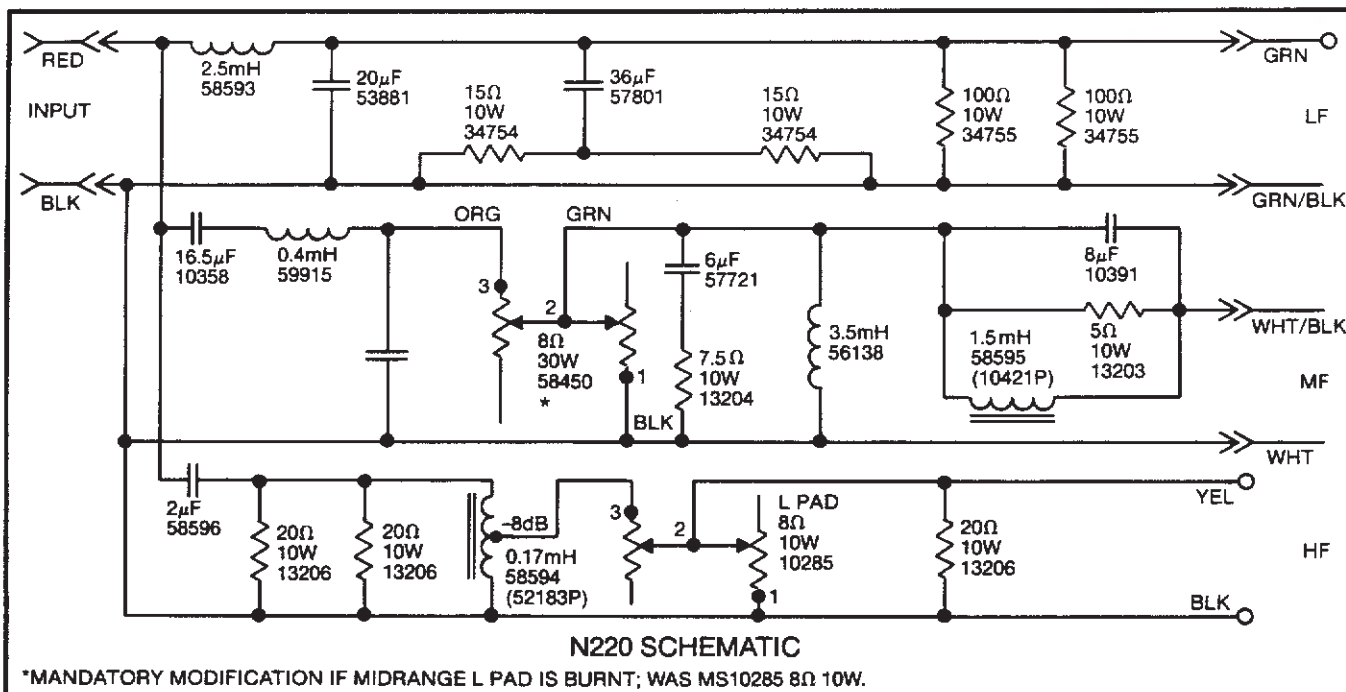 RED
INPUT
BLK
2.5mH
58593
20μF
53881
15Ω
10W
34754
36μF
57801
15Ω
10W
34754
100Ω
10W
34755
100Ω
10W
34755
GRN
LF
GRN/BLK
16.5μF
10358
0.4mH
59915
ORG
3
GRN
2
8Ω
30W
58450
*
1
BLK
6μF
57721
7.5Ω
10W
13204
3.5mH
56138
8μF
10391
5Ω
10W
13203
1.5mH
58595
(10421P)
WHT/BLK
MF
WHT
2μF
58596
20Ω
10W
13206
20Ω
10W
13206
-8dB
0.17mH
58594
(52183P)
3
2
L PAD
8Ω
10W
10285
1
20Ω
10W
13206
YEL
HF
BLK
N220 SCHEMATIC
*MANDATORY MODIFICATION IF MIDRANGE L PAD IS BURNT; WAS MS10285 8Ω 10W.